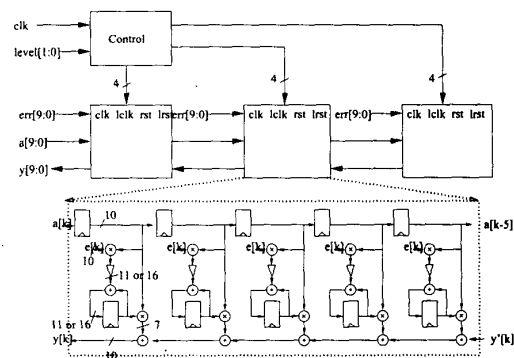 clk
Control
level[1:0]
4
4
4
err[9:0]
clk lclk rst lrst
err[9:0]
clk lclk rst lrst
err[9:0]
clk lclk rst lrst
a[9:0]
y[9:0]
a[k]
10
a[k-5]
e[k]
e[k]
e[k]
e[k]
e[k]
10
11 or 16
11 or 16
7
y[k]
10
y'[k]